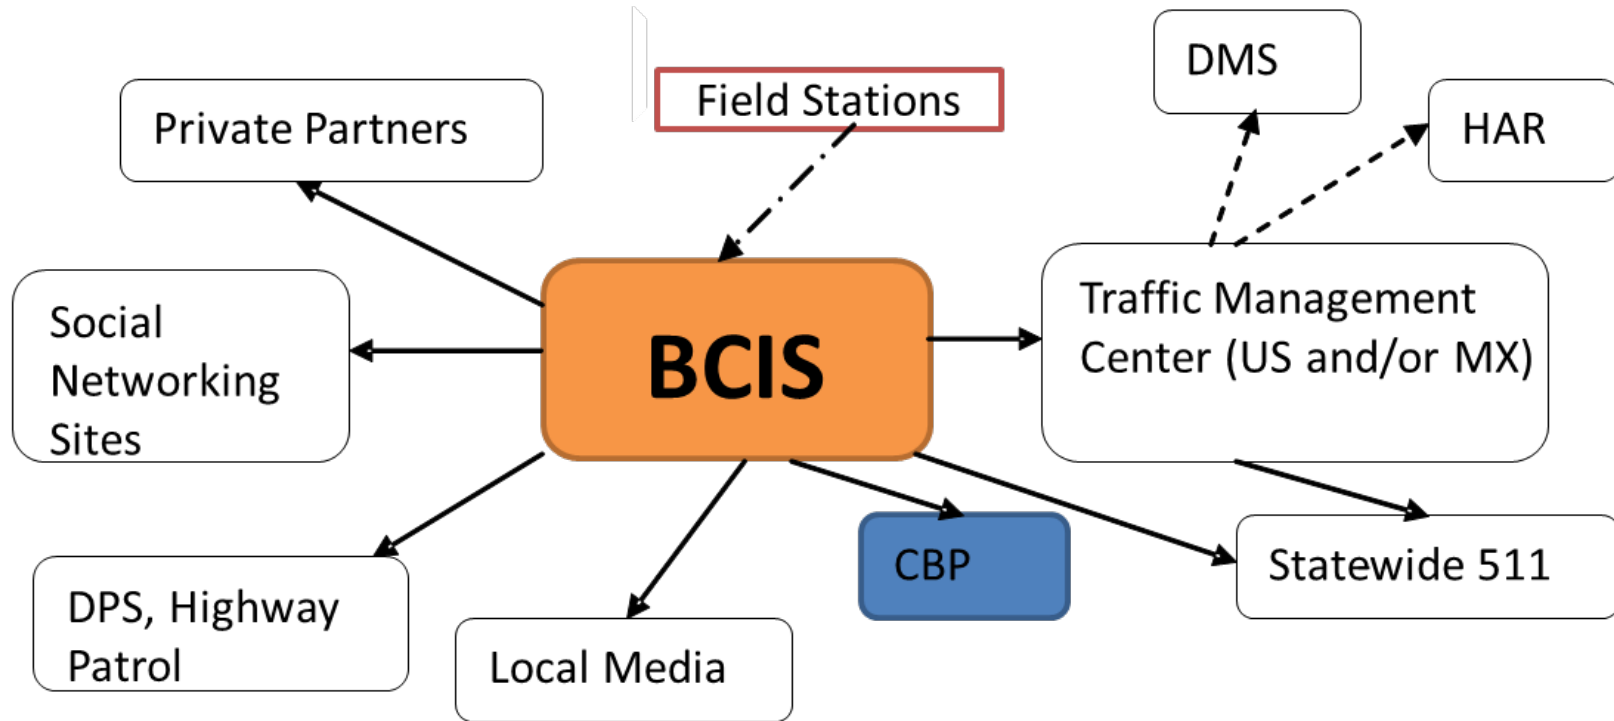 DMS
Field Stations
Private Partners
HAR
Social
Networking
Sites
BCIS
Traffic Management
Center (US and/or MX)
CBP
Statewide 511
DPS, Highway
Patrol
Local Media